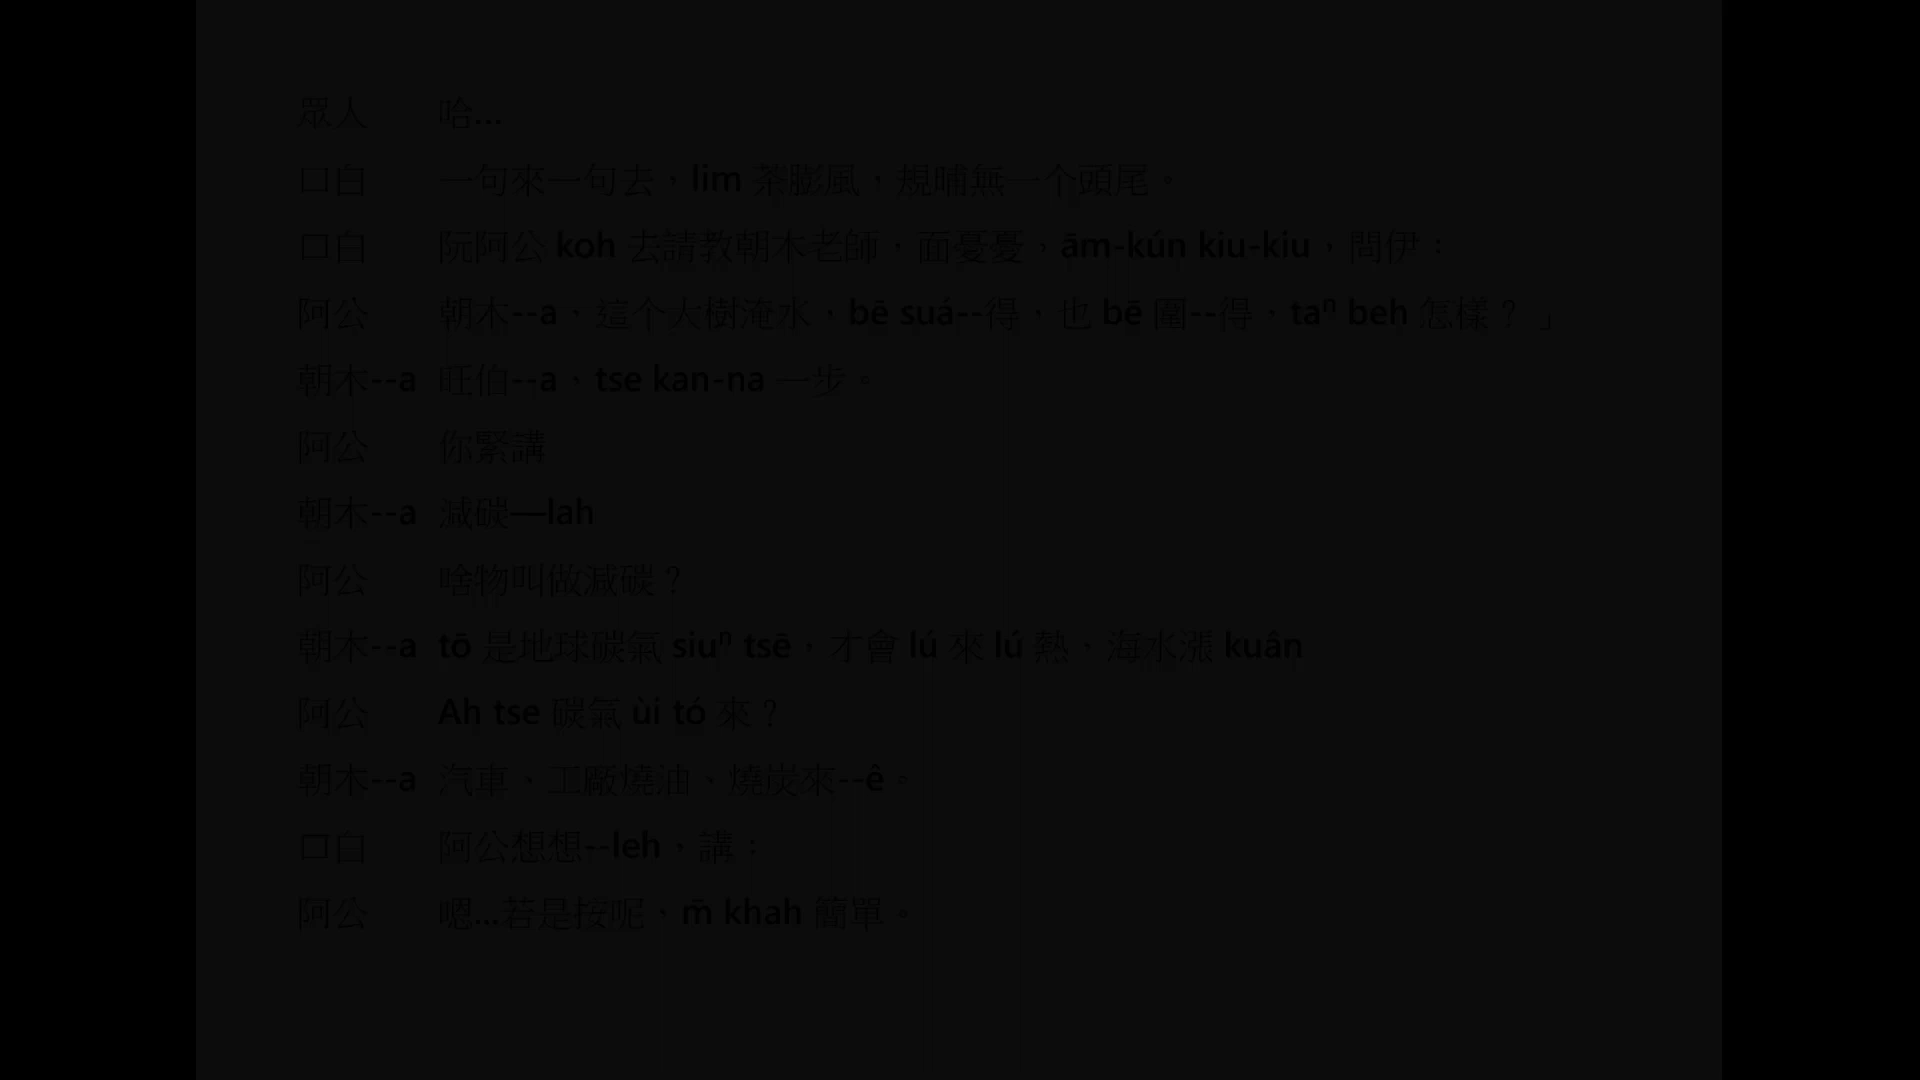 眾人 哈...
口白 一句來一句去，lim 茶膨風，規晡無一个頭尾。
口白 阮阿公 koh 去請教朝木老師，面憂憂，ām-kún kiu-kiu，問伊：
阿公 朝木--a、這个大樹淹水，bē suá--得，也 bē 圍--得，taⁿ beh 怎樣？」
朝木--a 旺伯--a、tse kan-na 一步。
阿公 你緊講
朝木--a 減碳—lah
阿公 啥物叫做減碳？
朝木--a tō 是地球碳氣 siuⁿ tsē，才會 lú 來 lú 熱，海水漲 kuân
阿公 Ah tse 碳氣 ùi tó 來？
朝木--a 汽車、工廠燒油、燒炭來--ê。
口白 阿公想想--leh，講：
阿公 嗯...若是按呢、m̄ khah 簡單。